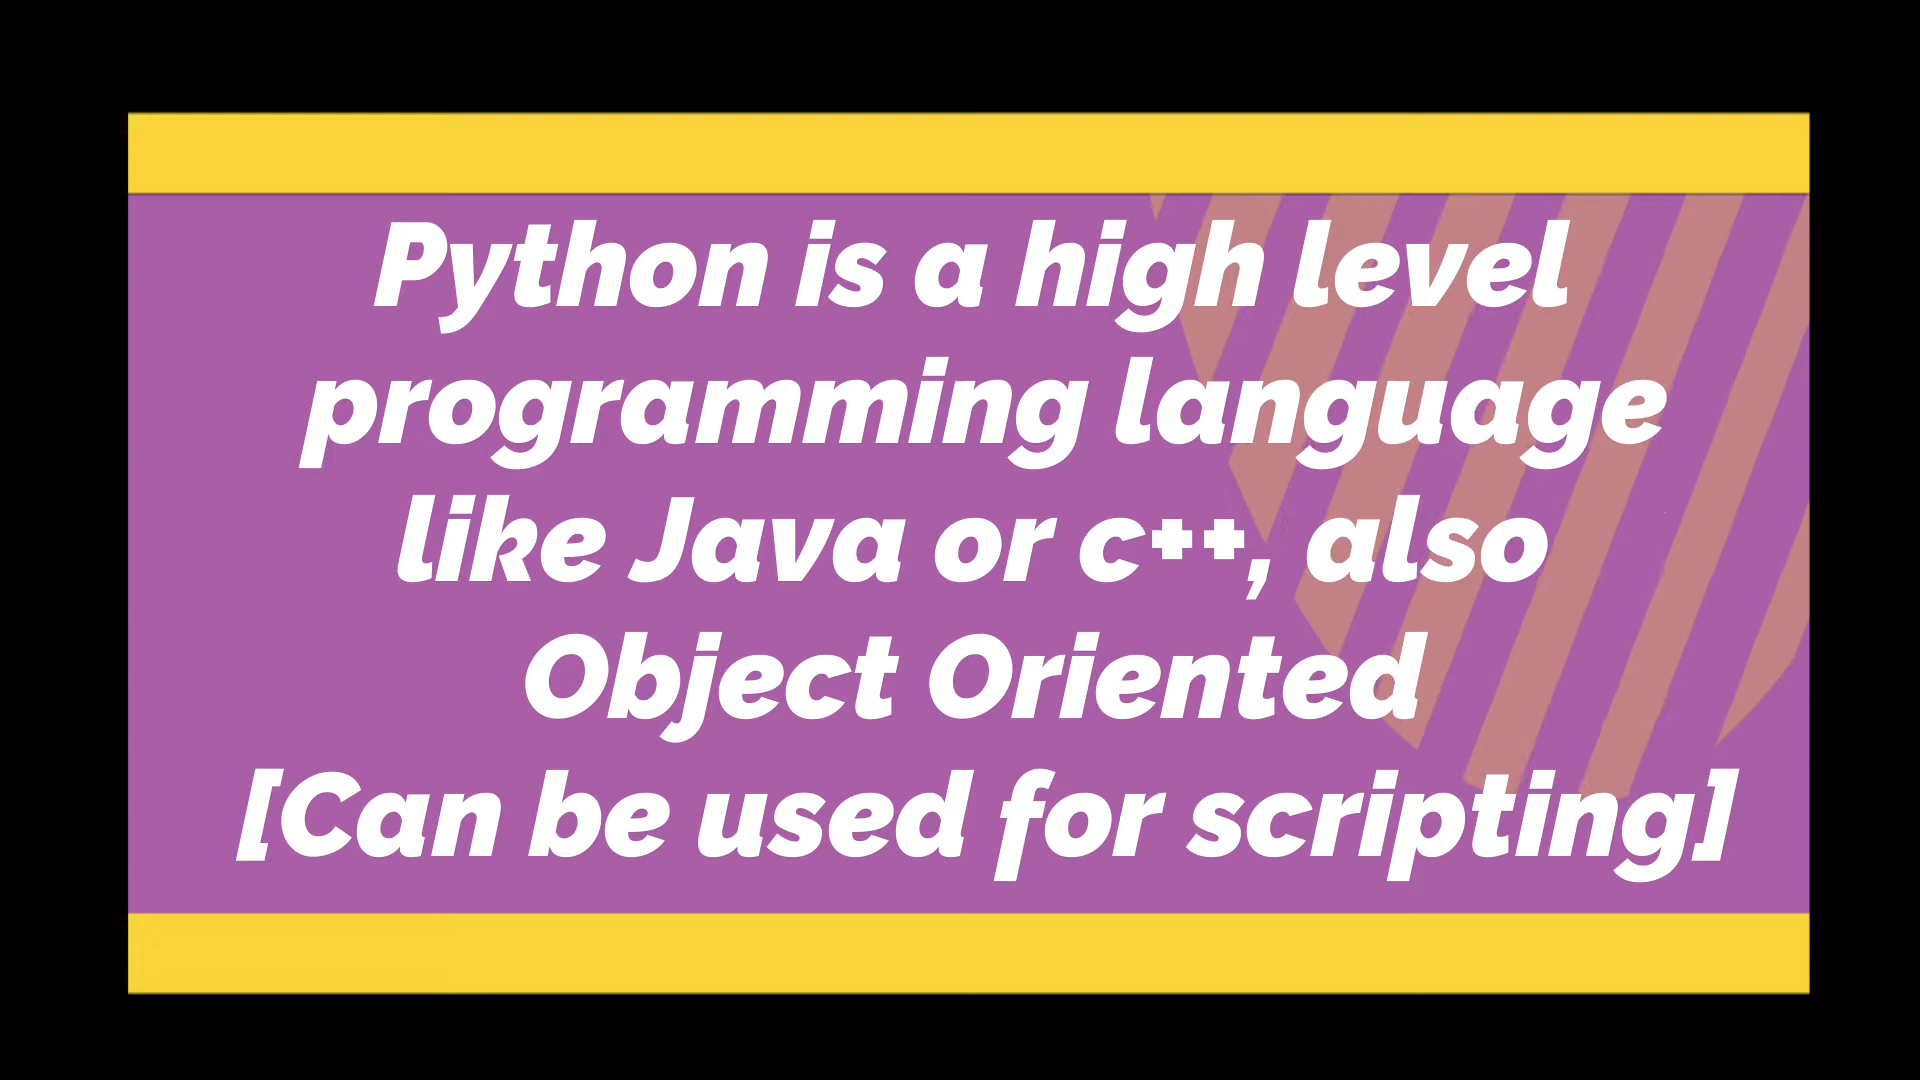 Python is a high level
programming language
like Java or c++, also
Object Oriented
[Can be used for scripting]